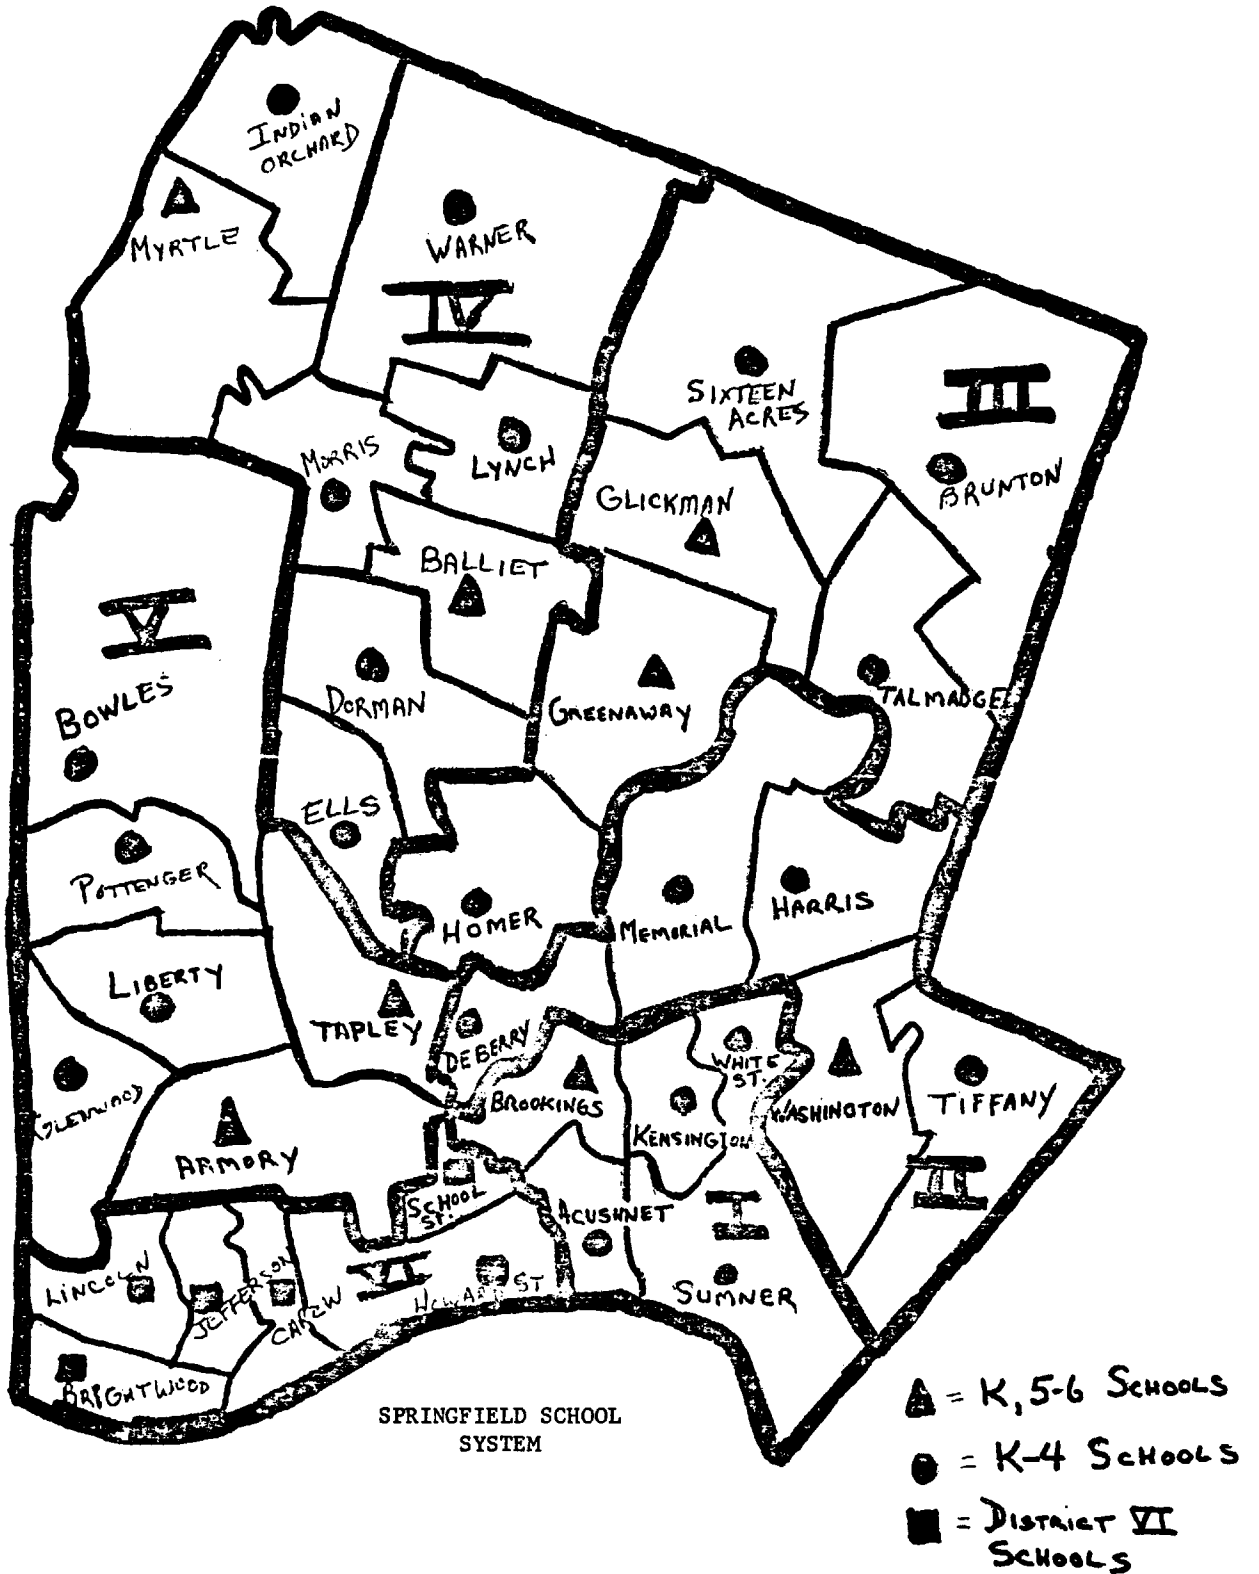 INDIAN
ORCHARD
MYRTLE
WARNER
IV
SIXTEEN
ACRES
III
BRUNTON
MORRIS
LYNCH
GLICKMAN
BALLIET
V
BOWLES
DORMAN
GREENAWAY
TALMADGE
ELLS
POTTENGER
HOMER
MEMORIAL
HARRIS
LIBERTY
TAPLEY
DEBERRY
WHITE
ST.
GLENWOOD
BROOKINGS
KENSINGTON
WASHINGTON
TIFFANY
ARMORY
II
SCHOOL
ST.
ACUSHNET
I
LINCOLN
JEFFERSON
CAREW
VI
HOWARD ST
SUMNER
BRIGHTWOOD
SPRINGFIELD SCHOOL
SYSTEM
= K, 5-6 SCHOOLS
= K-4 SCHOOLS
= DISTRICT VI
SCHOOLS